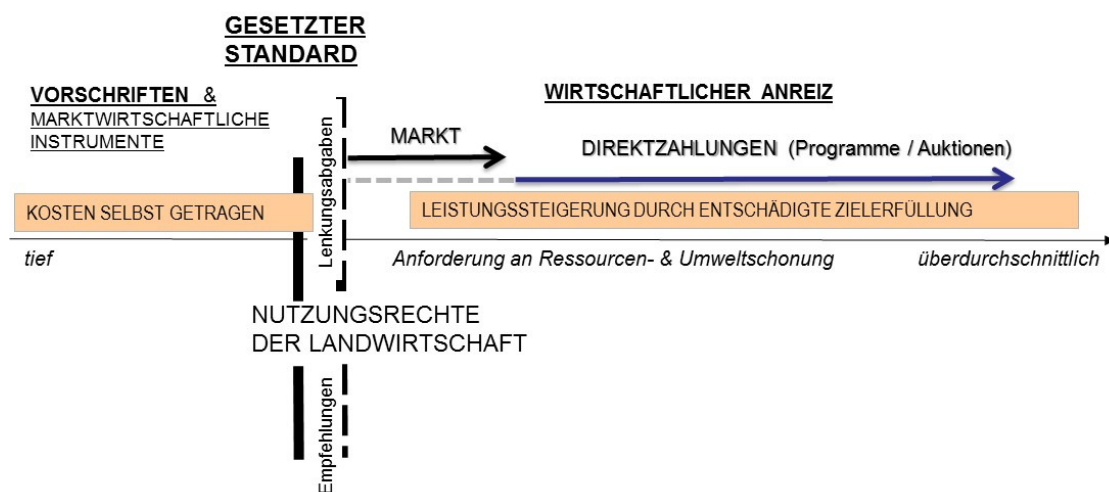 GESETZTER
STANDARD
VORSCHRIFTEN &
MARKTWIRTSCHAFTLICHE
INSTRUMENTE
WIRTSCHAFTLICHER ANREIZ
MARKT
DIREKTZAHLUNGEN (Programme / Auktionen)
Lenkungsabgaben
KOSTEN SELBST GETRAGEN
LEISTUNGSSTEIGERUNG DURCH ENTSCHÄDIGTE ZIELERFÜLLUNG
tief
Anforderung an Ressourcen- & Umweltschonung
überdurchschnittlich
NUTZUNGSRECHTE
DER LANDWIRTSCHAFT
Empfehlungen